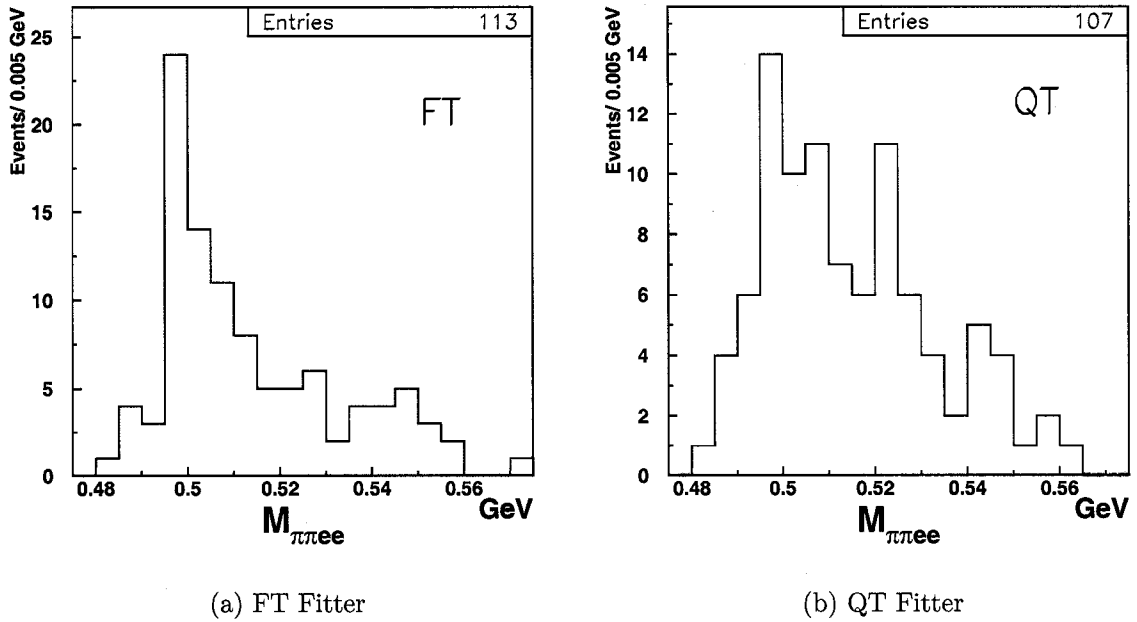 Entries 113
Events/ 0.005 GeV
FT
25
20
15
10
5
0
0.48 0.5 0.52 0.54 0.56
GeV
M ππee
(a) FT Fitter
Entries 107
Events/ 0.005 GeV
QT
14
12
10
8
6
4
2
0
0.48 0.5 0.52 0.54 0.56
GeV
M ππee
(b) QT Fitter